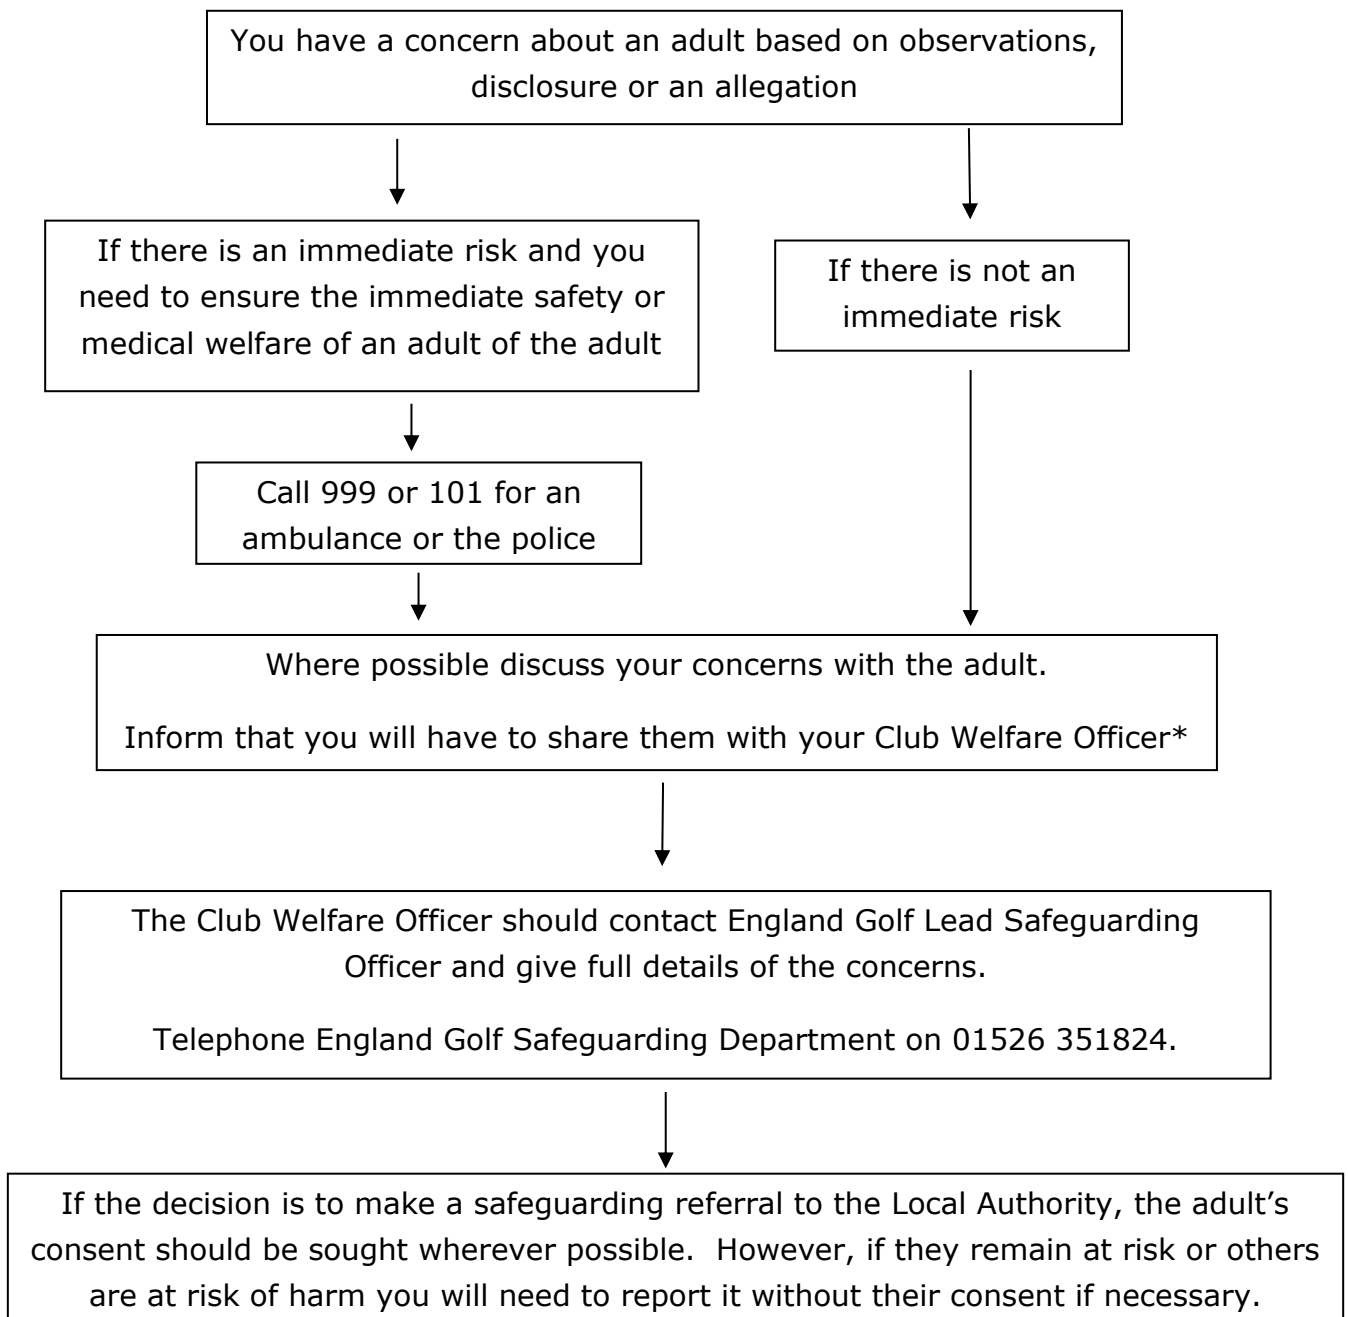 You have a concern about an adult based on observations,
disclosure or an allegation
If there is an immediate risk and you
need to ensure the immediate safety or
medical welfare of an adult of the adult
If there is not an
immediate risk
Call 999 or 101 for an
ambulance or the police
Where possible discuss your concerns with the adult.
Inform that you will have to share them with your Club Welfare Officer*
The Club Welfare Officer should contact England Golf Lead Safeguarding
Officer and give full details of the concerns.
Telephone England Golf Safeguarding Department on 01526 351824.
If the decision is to make a safeguarding referral to the Local Authority, the adult’s
consent should be sought wherever possible.  However, if they remain at risk or others
are at risk of harm you will need to report it without their consent if necessary.